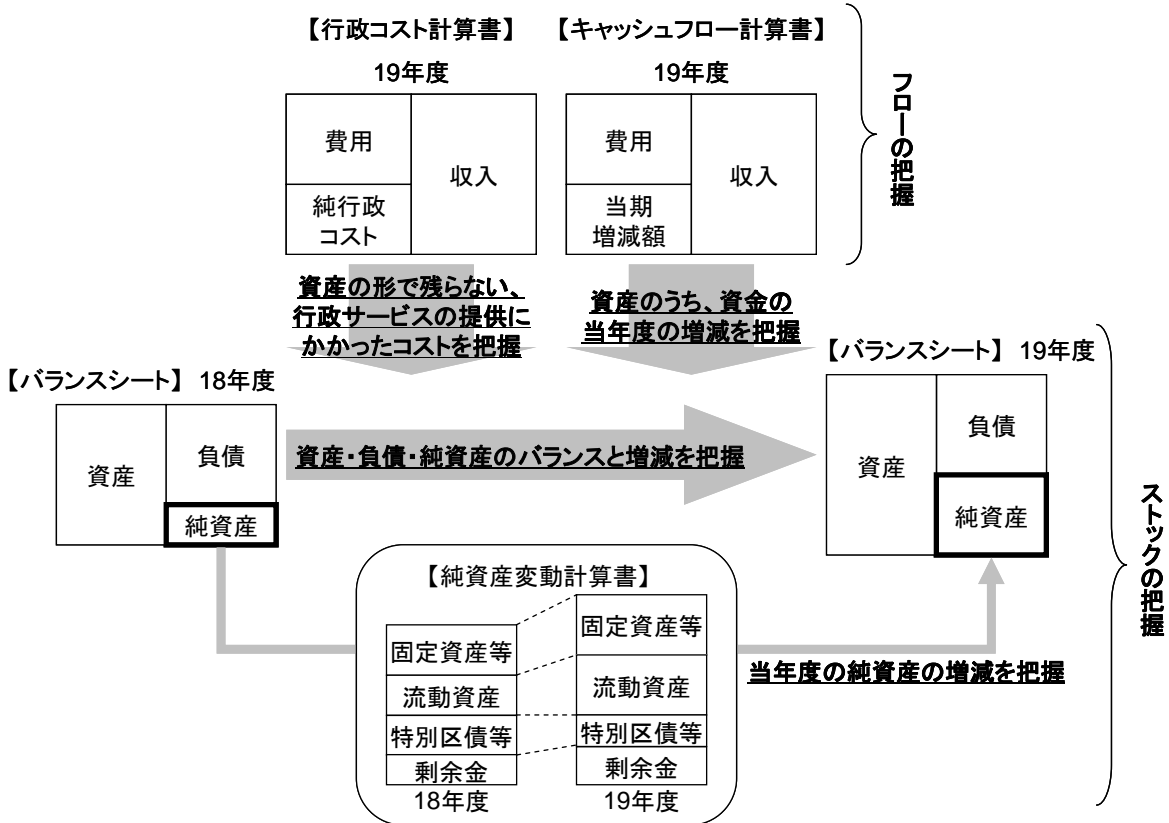 【行政コスト計算書】
19年度
費用
純行政
コスト
収入
【キャッシュフロー計算書】
19年度
費用
当期
増減額
収入
フローの把握
資産の形で残らない、
行政サービスの提供に
かかったコストを把握
資産のうち、資金の
当年度の増減を把握
【バランスシート】 18年度
資産
負債
純資産
資産・負債・純資産のバランスと増減を把握
【バランスシート】 19年度
資産
負債
純資産
ストックの把握
【純資産変動計算書】
固定資産等
流動資産
特別区債等
剰余金
18年度
固定資産等
流動資産
特別区債等
剰余金
19年度
当年度の純資産の増減を把握